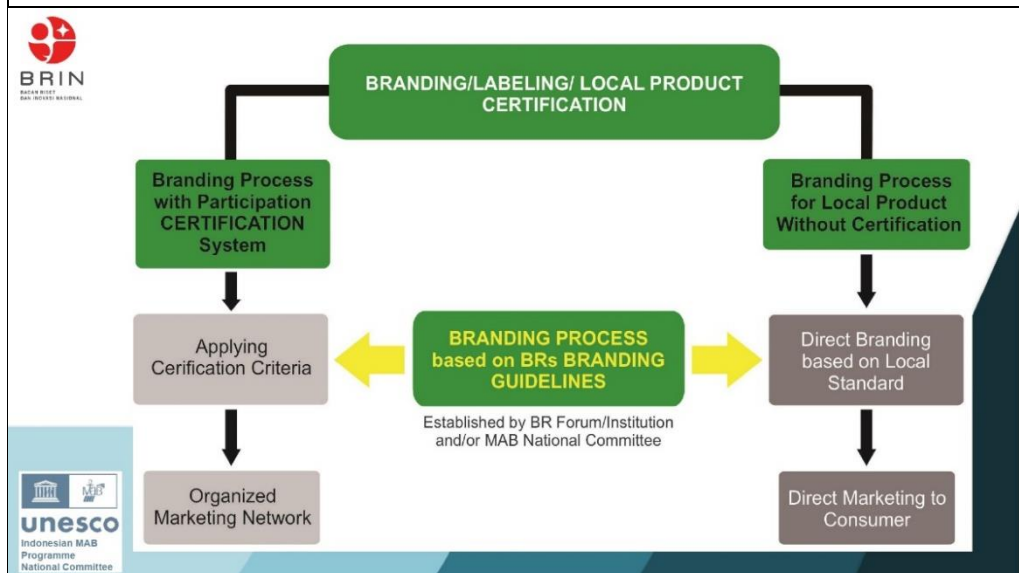 BRIN
BADAN RISET
DAN INOVASI NASIONAL
BRANDING/LABELING/ LOCAL PRODUCT
CERTIFICATION
Branding Process
with Participation
CERTIFICATION
System
Branding Process
for Local Product
Without Certification
Applying
Cerification Criteria
BRANDING PROCESS
based on BRs BRANDING
GUIDELINES
Established by BR Forum/Institution
and/or MAB National Committee
Direct Branding
based on Local
Standard
Organized
Marketing Network
Direct Marketing to
Consumer
MAB
unesco
Indonesian MAB
Programme
National Committee